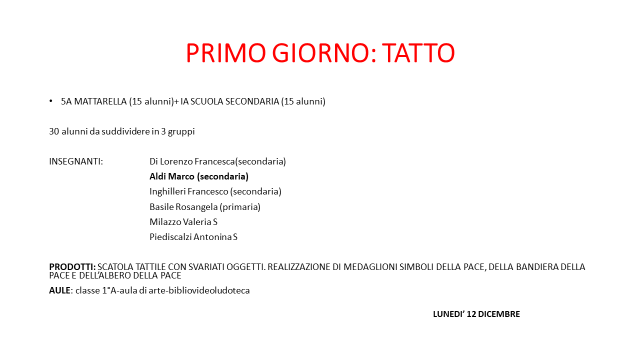 PRIMO GIORNO: TATTO
• 5A MATTARELLA (15 alunni)+ IA SCUOLA SECONDARIA (15 alunni)
30 alunni da suddividere in 3 gruppi
INSEGNANTI: Di Lorenzo Francesca(secondaria)
Aldi Marco (secondaria)
Inghilleri Francesco (secondaria)
Basile Rosangela (primaria)
Milazzo Valeria S
Piediscalzi Antonina S
PRODOTTI: SCATOLA TATTILE CON SVARIATI OGGETTI. REALIZZAZIONE DI MEDAGLIONI SIMBOLI DELLA PACE, DELLA BANDIERA DELLA
PACE E DELL'ALBERO DELLA PACE
AULE: classe 1°A-aula di arte-bibliovideoludoteca
LUNEDI' 12 DICEMBRE